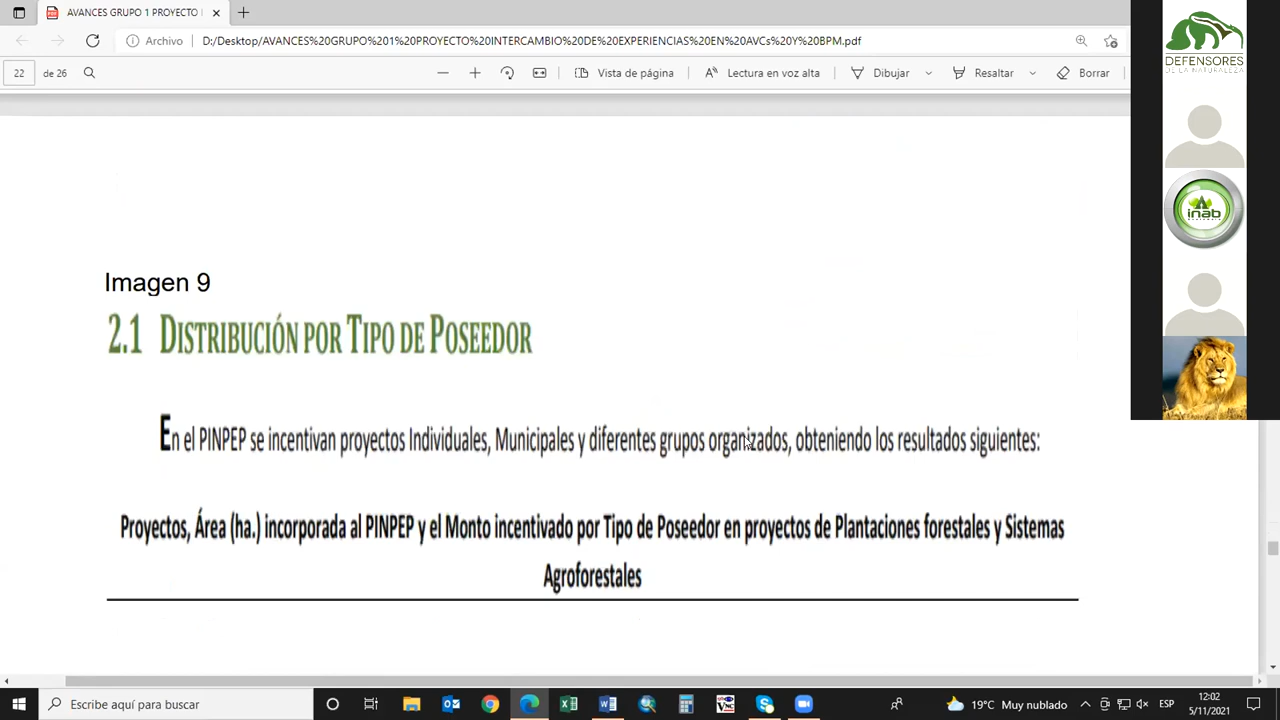 AVANCES GRUPO 1 PROYECTO
Archivo
D:/Desktop/AVANCES%20GRUPO%201%20PROYECTO%20INTERCAMBIO%20DE%20EXPERIENCIAS%20EN%20AVCs%20Y%20BPM.pdf
22 de 26
Vista de página
Lectura en voz alta
Dibujar
Resaltar
Borrar
DEFENSORES
DE LA NATURALEZA
inab
Imagen 9
2.1 DISTRIBUCIÓN POR TIPO DE POSEEDOR
En el PINPEP se incentivan proyectos Individuales, Municipales y diferentes grupos organizados, obteniendo los resultados siguientes:
Proyectos, Área (ha.) incorporada al PINPEP y el Monto incentivado por Tipo de Poseedor en proyectos de Plantaciones forestales y Sistemas
Agroforestales
Escribe aquí para buscar
19°C Muy nublado
ESP
12:02
5/11/2021